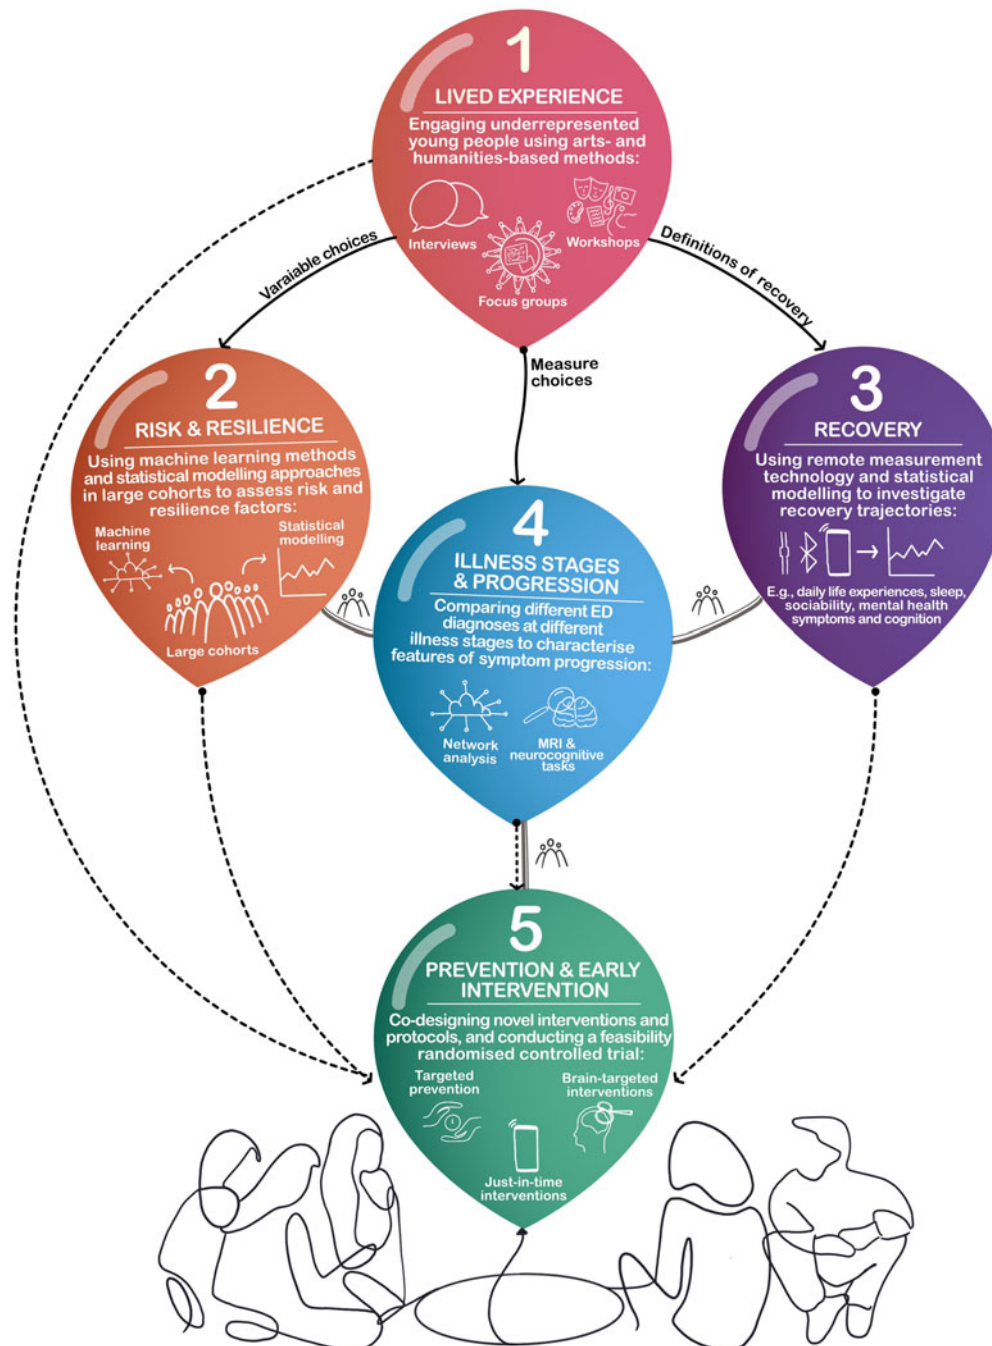 1
LIVED EXPERIENCE
Engaging underrepresented
young people using arts- and
humanities-based methods:
Interviews
Workshops
Focus groups
Varaiable choices
Measure
choices
Definitions of recovery
2
RISK & RESILIENCE
Using machine learning methods
and statistical modelling approaches
in large cohorts to assess risk and
resilience factors:
Machine
learning
Statistical
modelling
Large cohorts
3
RECOVERY
Using remote measurement
technology and statistical
modelling to investigate
recovery trajectories:
E.g., daily life experiences, sleep,
sociability, mental health
symptoms and cognition
4
ILLNESS STAGES
& PROGRESSION
Comparing different ED
diagnoses at different
illness stages to characterise
features of symptom progression:
Network
analysis
MRI &
neurocognitive
tasks
5
PREVENTION & EARLY
INTERVENTION
Co-designing novel interventions and
protocols, and conducting a feasibility
randomised controlled trial:
Targeted
prevention
Brain-targeted
interventions
Just-in-time
interventions